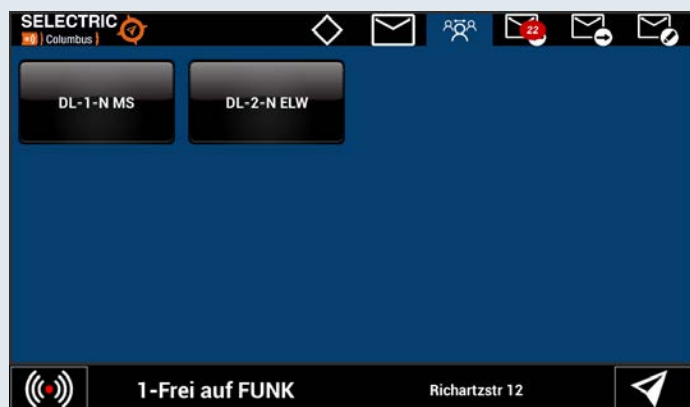 SELECTRIC
Columbus
22
DL-1-N MS
DL-2-N ELW
1-Frei auf FUNK
Richartzstr 12